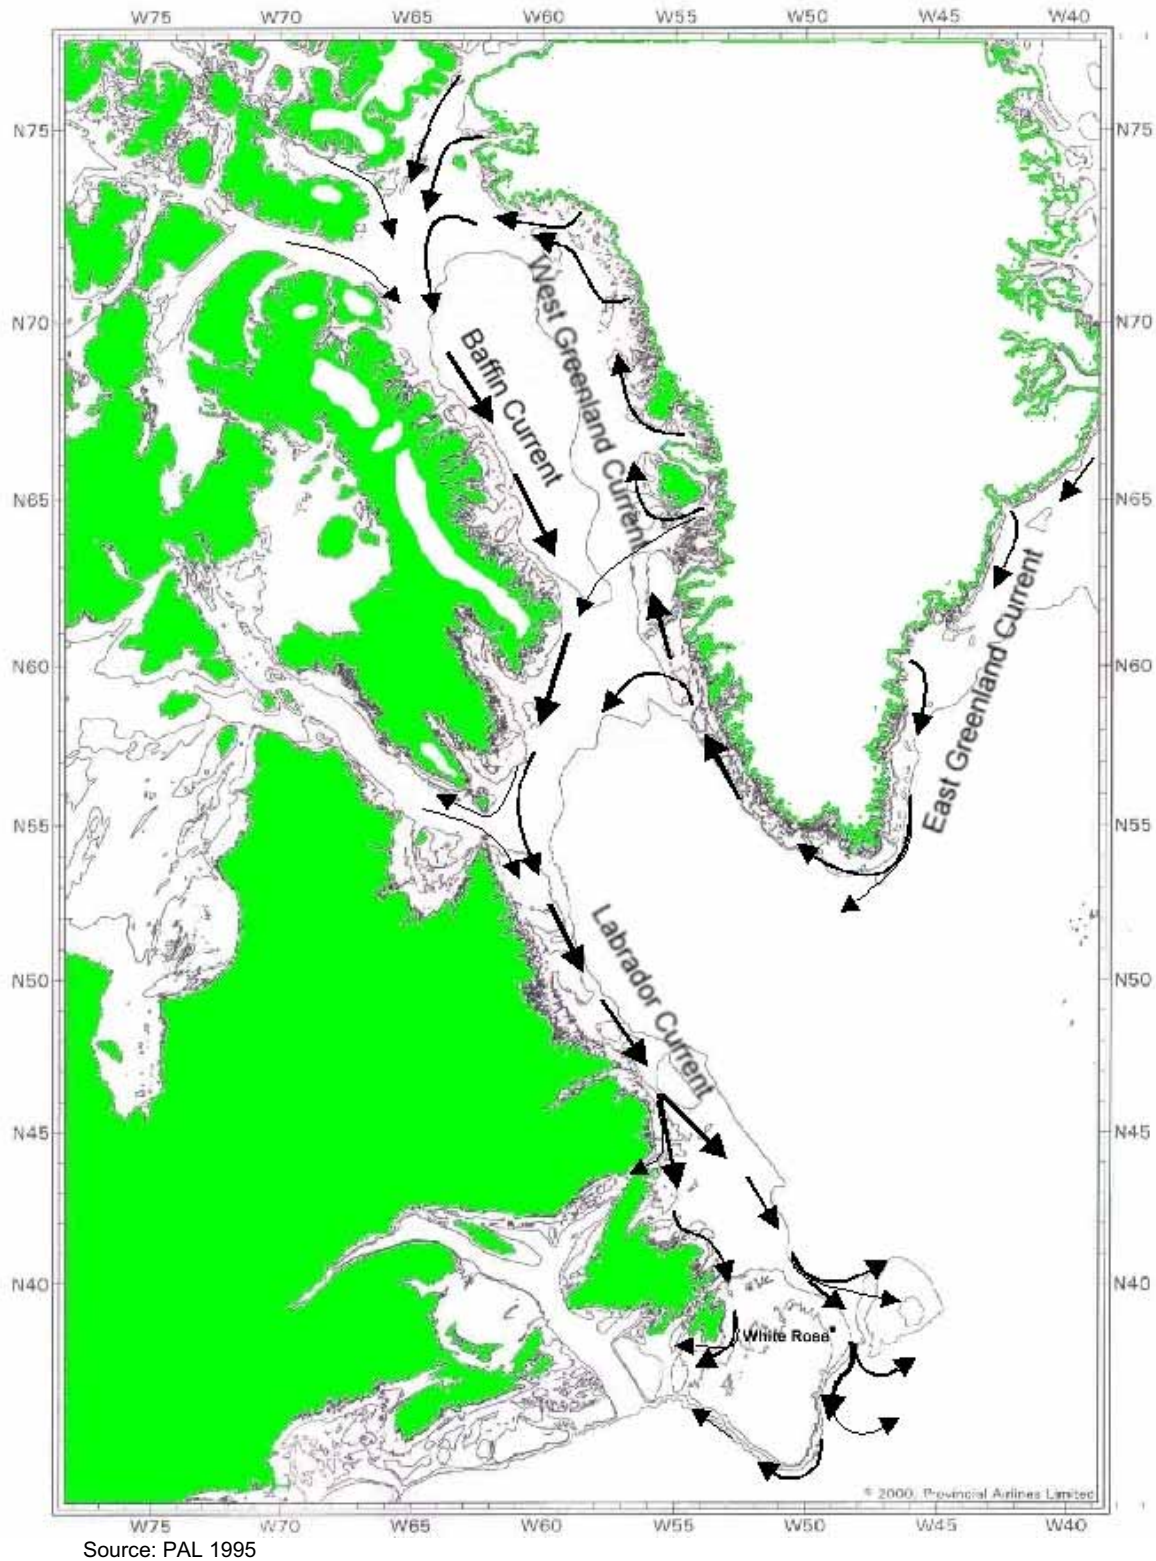 W75 W70 W65 W60 W55 W50 W45 W40
N75 N75
N70 N70
West Greenland Current
Baffin Current
N65 N65
East Greenland Current
N60 N60
N55 N55
Labrador Current
N50 N50
N45 N45
N40 N40
White Rose
4
© 2000, Provincial Airlines Limited
W75 W70 W65 W60 W55 W50 W45 W40
Source: PAL 1995